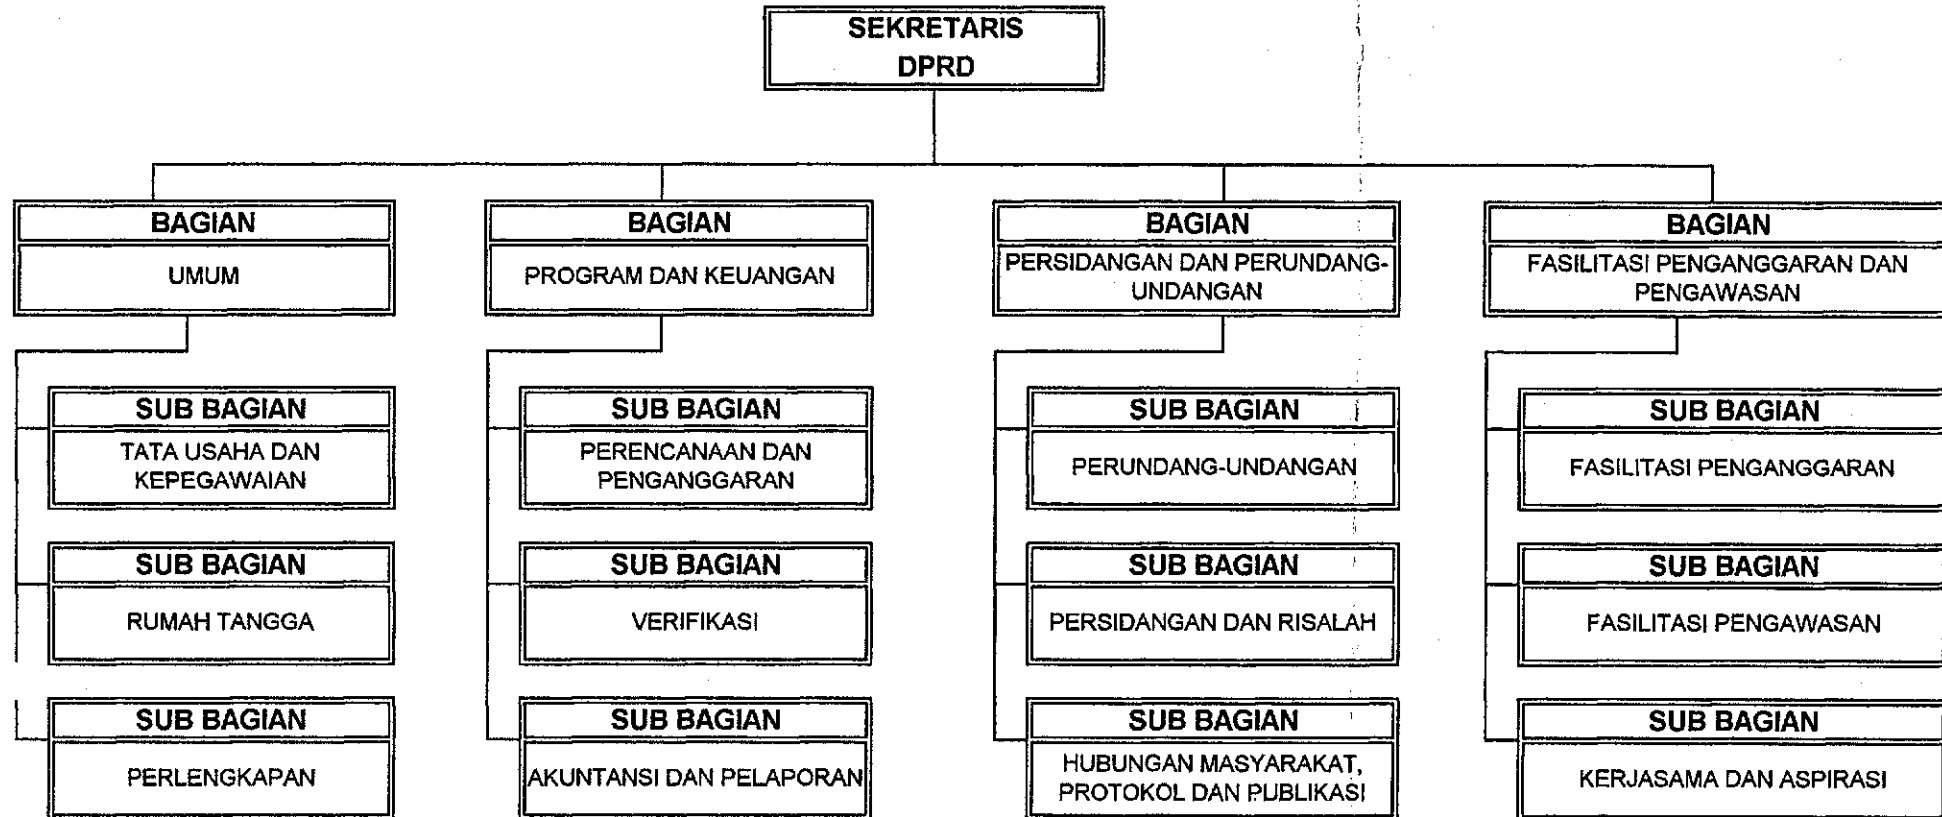 SEKRETARIS
DPRD
BAGIAN
UMUM
BAGIAN
PROGRAM DAN KEUANGAN
BAGIAN
PERSIDANGAN DAN PERUNDANG-
UNDANGAN
BAGIAN
FASILITASI PENGANGGARAN DAN
PENGAWASAN
SUB BAGIAN
TATA USAHA DAN
KEPEGAWAIAN
SUB BAGIAN
PERENCANAAN DAN
PENGANGGARAN
SUB BAGIAN
PERUNDANG-UNDANGAN
SUB BAGIAN
FASILITASI PENGANGGARAN
SUB BAGIAN
RUMAH TANGGA
SUB BAGIAN
VERIFIKASI
SUB BAGIAN
PERSIDANGAN DAN RISALAH
SUB BAGIAN
FASILITASI PENGAWASAN
SUB BAGIAN
PERLENGKAPAN
SUB BAGIAN
AKUNTANSI DAN PELAPORAN
SUB BAGIAN
HUBUNGAN MASYARAKAT,
PROTOKOL DAN PUBLIKASI
SUB BAGIAN
KERJASAMA DAN ASPIRASI